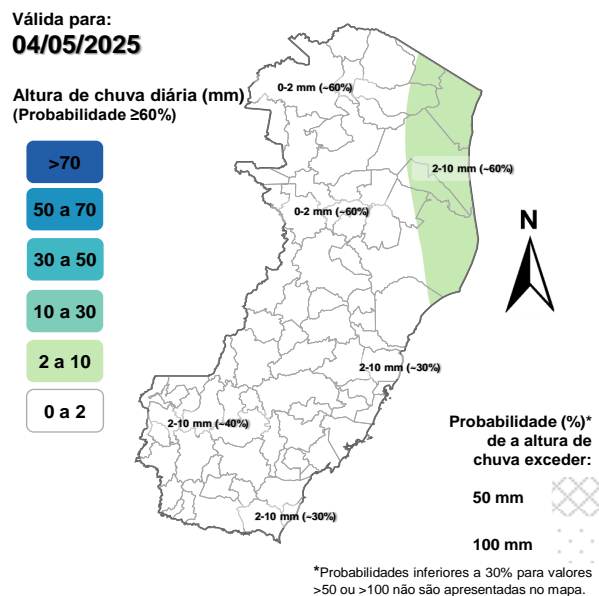 Válida para:
04/05/2025
Altura de chuva diária (mm)
(Probabilidade ≥60%)
>70
50 a 70
30 a 50
10 a 30
2 a 10
0 a 2
0-2 mm (~60%)
2-10 mm (~60%)
0-2 mm (~60%)
N
2-10 mm (~30%)
2-10 mm (~40%)
2-10 mm (~30%)
Probabilidade (%)*
de a altura de
chuva exceder:
50 mm
100 mm
*Probabilidades inferiores a 30% para valores
>50 ou >100 não são apresentadas no mapa.